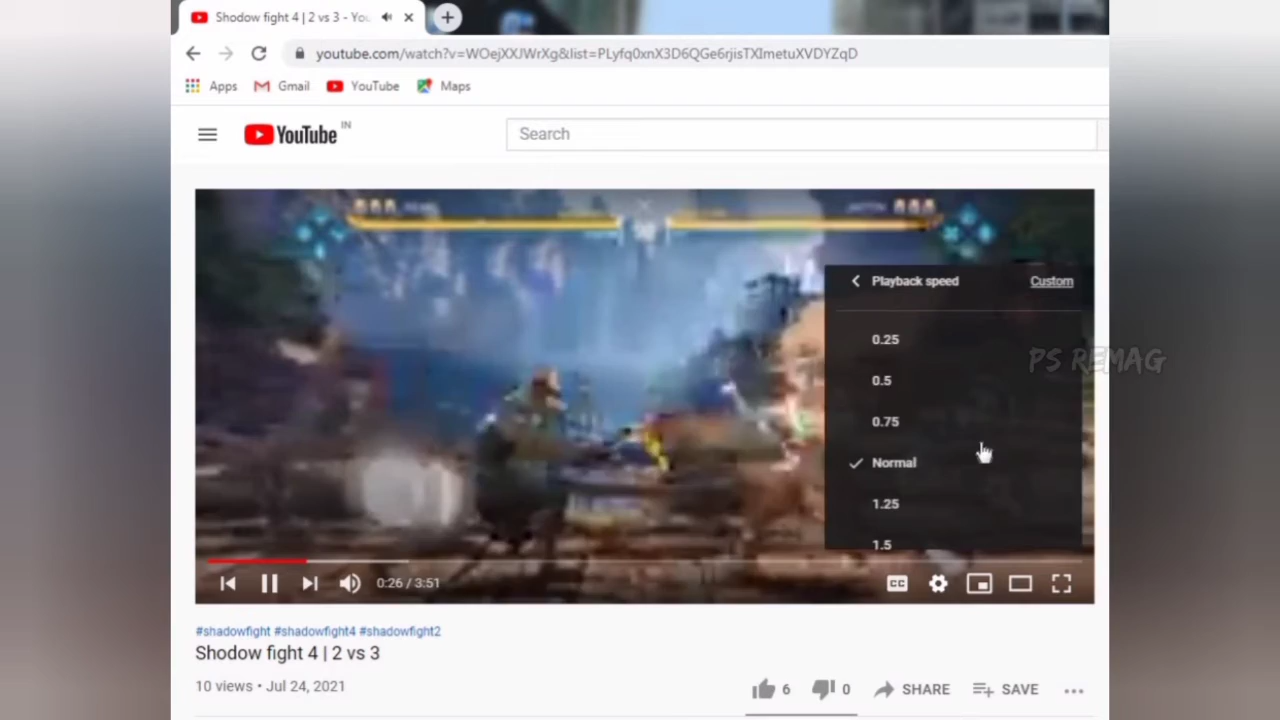 Shodow fight 4 | 2 vs 3 - You
youtube.com/watch?v=WOejXXJWrXg&list=PLyfq0xnX3D6QGe6rjisTXImetuXVDYZqD
Apps Gmail YouTube Maps
YouTube IN
Search
Playback speed Custom
0.25
0.5
0.75
Normal
1.25
1.5
PS REMAG
0:26 / 3:51
CC
#shadowfight #shadowfight4 #shadowfight2
Shodow fight 4 | 2 vs 3
10 views • Jul 24, 2021
6 0 SHARE SAVE